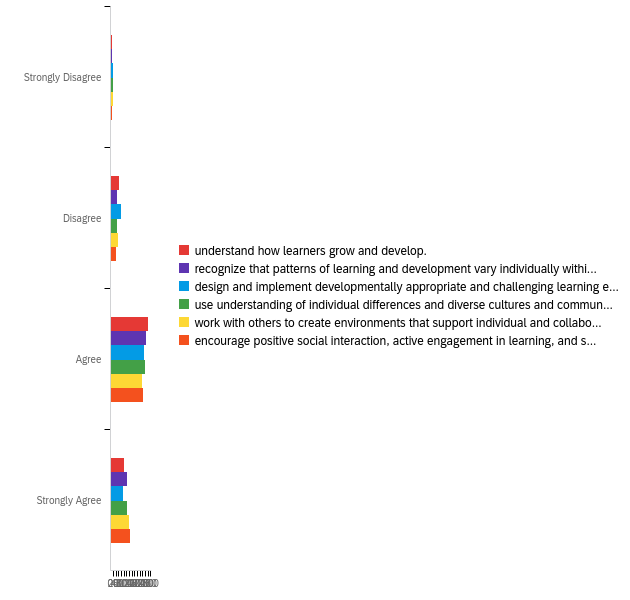 Strongly Disagree
Disagree
understand how learners grow and develop.
recognize that patterns of learning and development vary individually withi...
design and implement developmentally appropriate and challenging learning e...
use understanding of individual differences and diverse cultures and commun...
work with others to create environments that support individual and collabo...
encourage positive social interaction, active engagement in learning, and s...
Agree
Strongly Agree